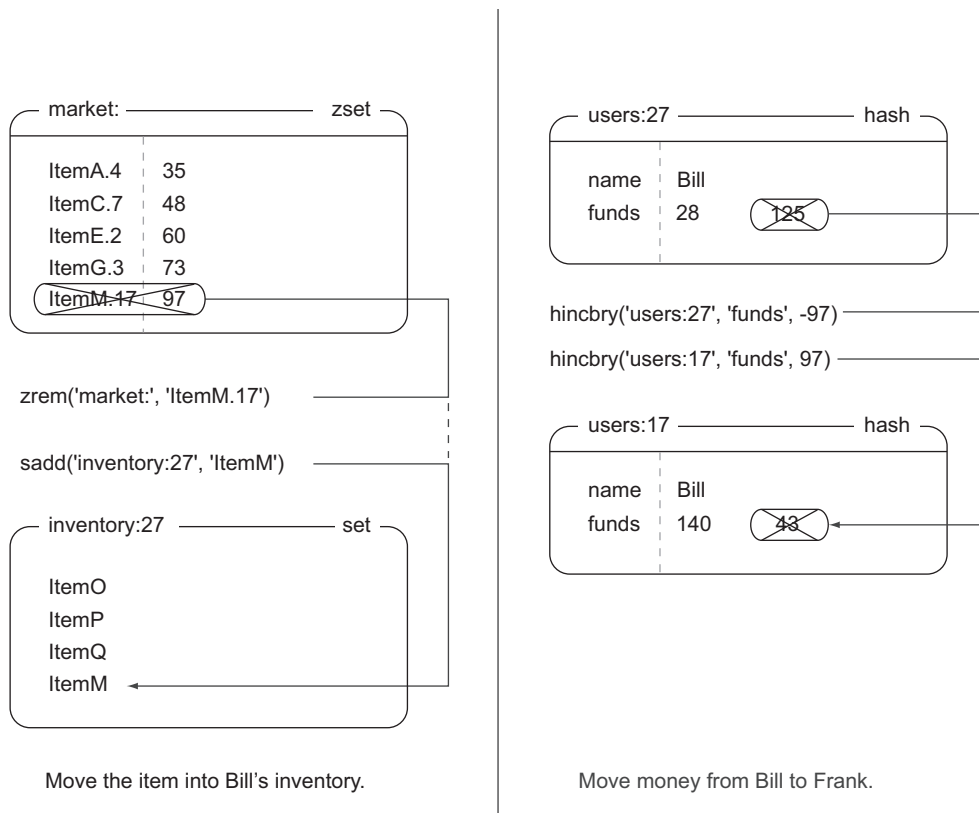 market: zset
ItemA.4 35
ItemC.7 48
ItemE.2 60
ItemG.3 73
ItemM.17 97
zrem('market:', 'ItemM.17')
sadd('inventory:27', 'ItemM')
inventory:27 set
ItemO
ItemP
ItemQ
ItemM
Move the item into Bill’s inventory.
users:27 hash
name Bill
funds 28 125
hincbry('users:27', 'funds', -97)
hincbry('users:17', 'funds', 97)
users:17 hash
name Bill
funds 140 43
Move money from Bill to Frank.